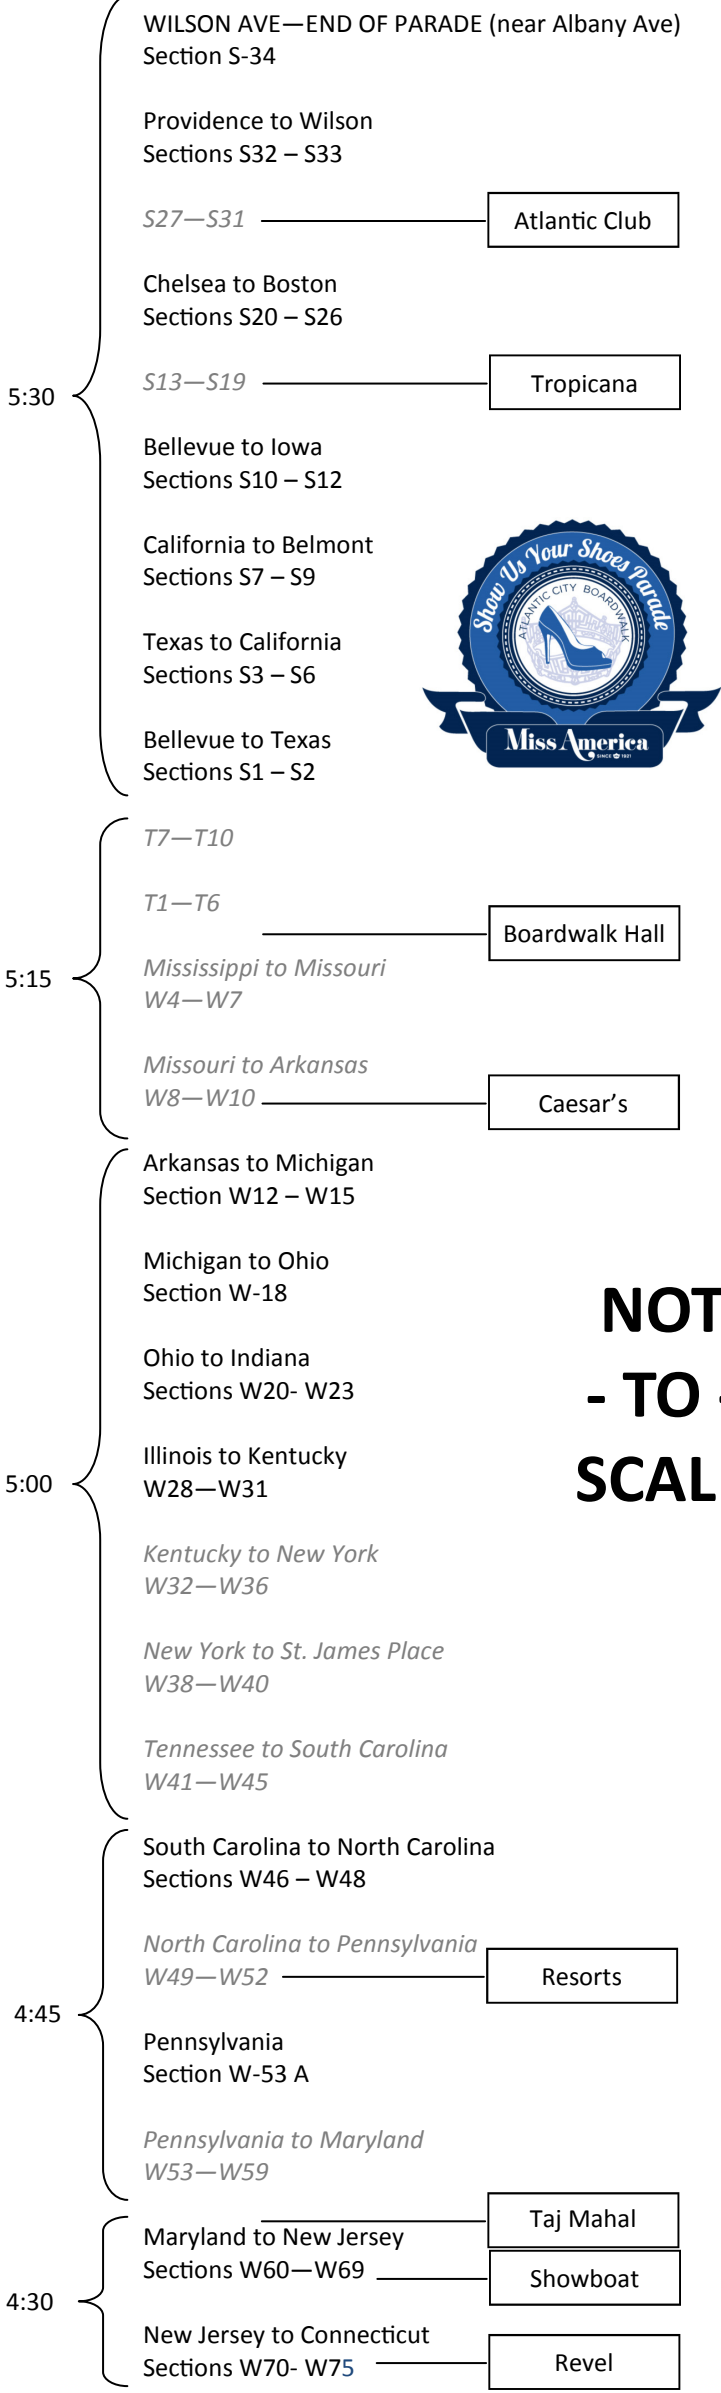 WILSON AVE—END OF PARADE (near Albany Ave)
Section S-34
Providence to Wilson
Sections S32 – S33
S27—S31
Atlantic Club
Chelsea to Boston
Sections S20 – S26
S13—S19
Tropicana
5:30
Bellevue to Iowa
Sections S10 – S12
California to Belmont
Sections S7 – S9
Show Us Your Shoes Parade
ATLANTIC CITY BOARDWALK
Miss America
SINCE 1921
Texas to California
Sections S3 – S6
Bellevue to Texas
Sections S1 – S2
T7—T10
T1—T6
Boardwalk Hall
5:15
Mississippi to Missouri
W4—W7
Missouri to Arkansas
W8—W10
Caesar's
Arkansas to Michigan
Section W12 – W15
Michigan to Ohio
Section W-18
Ohio to Indiana
Sections W20- W23
NOT
- TO -
SCAL
5:00
Illinois to Kentucky
W28—W31
Kentucky to New York
W32—W36
New York to St. James Place
W38—W40
Tennessee to South Carolina
W41—W45
South Carolina to North Carolina
Sections W46 – W48
North Carolina to Pennsylvania
W49—W52
Resorts
4:45
Pennsylvania
Section W-53 A
Pennsylvania to Maryland
W53—W59
Taj Mahal
Maryland to New Jersey
Sections W60—W69
Showboat
4:30
New Jersey to Connecticut
Sections W70- W75
Revel